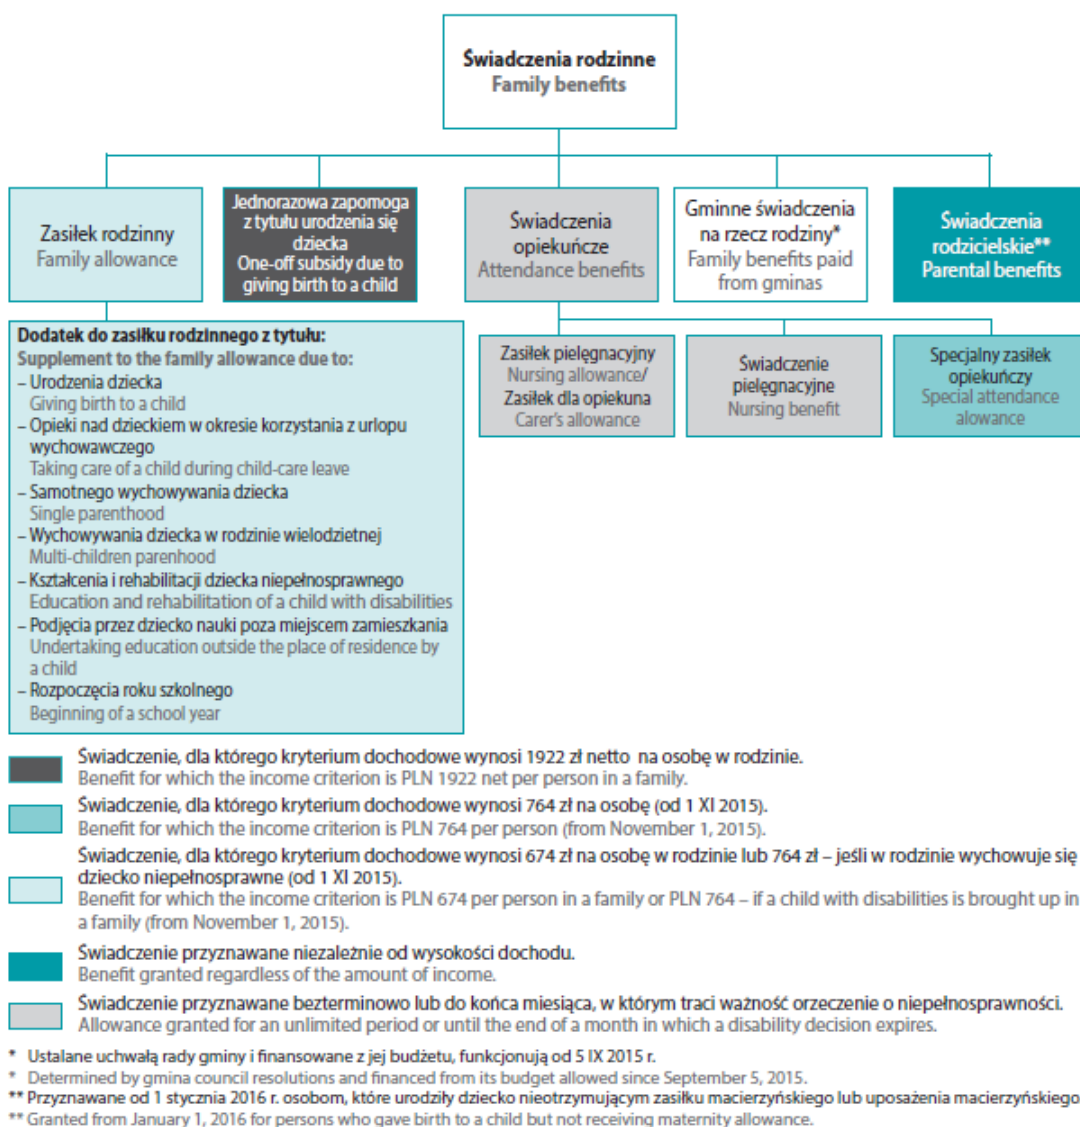 Świadczenia rodzinne
Family benefits
Zasiłek rodzinny
Family allowance
Jednorazowa zapomoga
z tytułu urodzenia się
dziecka
One-off subsidy due to
giving birth to a child
Świadczenia
opiekuńcze
Attendance benefits
Gminne świadczenia
na rzecz rodziny*
Family benefits paid
from gminas
Świadczenia
rodzicielskie**
Parental benefits
Dodatek do zasiłku rodzinnego z tytułu:
Supplement to the family allowance due to:
– Urodzenia dziecka
Giving birth to a child
– Opieki nad dzieckiem w okresie korzystania z urlopu
wychowawczego
Taking care of a child during child-care leave
– Samotnego wychowywania dziecka
Single parenthood
– Wychowywania dziecka w rodzinie wielodzietnej
Multi-children parenhood
– Kształcenia i rehabilitacji dziecka niepełnosprawnego
Education and rehabilitation of a child with disabilities
– Podjęcia przez dziecko nauki poza miejscem zamieszkania
Undertaking education outside the place of residence by
a child
– Rozpoczęcia roku szkolnego
Beginning of a school year
Zasiłek pielęgnacyjny
Nursing allowance/
Zasiłek dla opiekuna
Carer's allowance
Świadczenie
pielęgnacyjne
Nursing benefit
Specjalny zasiłek
opiekuńczy
Special attendance
alowance
Świadczenie, dla którego kryterium dochodowe wynosi 1922 zł netto na osobę w rodzinie.
Benefit for which the income criterion is PLN 1922 net per person in a family.
Świadczenie, dla którego kryterium dochodowe wynosi 764 zł na osobę (od 1 XI 2015).
Benefit for which the income criterion is PLN 764 per person (from November 1, 2015).
Świadczenie, dla którego kryterium dochodowe wynosi 674 zł na osobę w rodzinie lub 764 zł – jeśli w rodzinie wychowuje się
dziecko niepełnosprawne (od 1 XI 2015).
Benefit for which the income criterion is PLN 674 per person in a family or PLN 764 – if a child with disabilities is brought up in
a family (from November 1, 2015).
Świadczenie przyznawane niezależnie od wysokości dochodu.
Benefit granted regardless of the amount of income.
Świadczenie przyznawane bezterminowo lub do końca miesiąca, w którym traci ważność orzeczenie o niepełnosprawności.
Allowance granted for an unlimited period or until the end of a month in which a disability decision expires.
* Ustalane uchwałą rady gminy i finansowane z jej budżetu, funkcjonują od 5 IX 2015 r.
* Determined by gmina council resolutions and financed from its budget allowed since September 5, 2015.
** Przyznawane od 1 stycznia 2016 r. osobom, które urodziły dziecko nieotrzymującym zasiłku macierzyńskiego lub uposażenia macierzyńskiego
** Granted from January 1, 2016 for persons who gave birth to a child but not receiving maternity allowance.